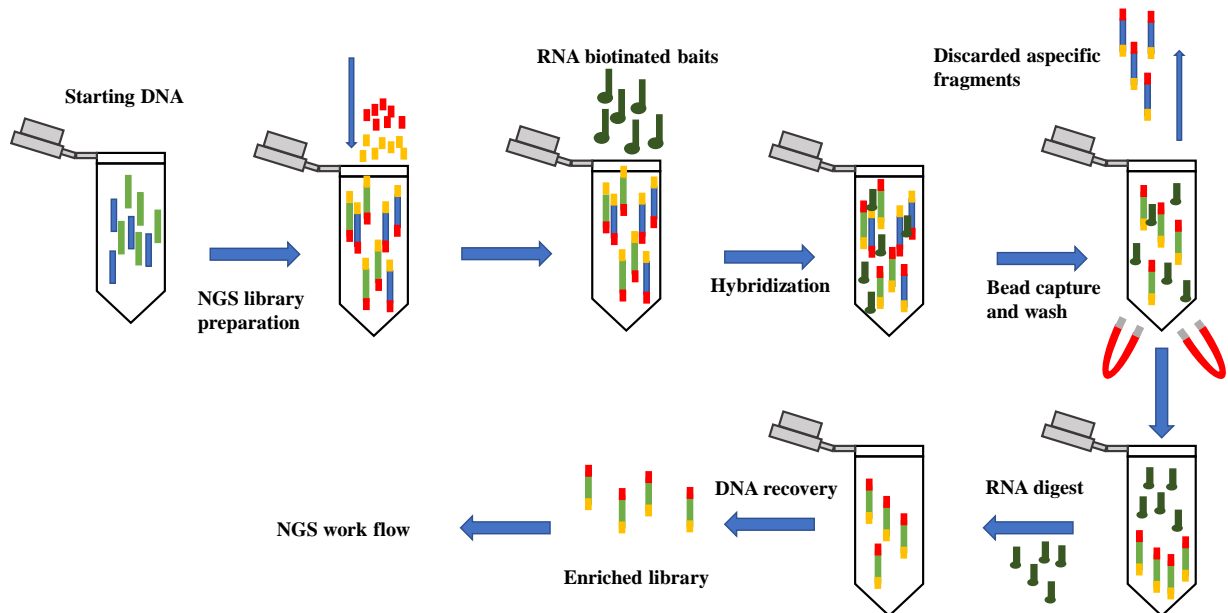 Starting DNA
NGS library
preparation
RNA biotinated baits
Hybridization
Discarded aspecific
fragments
Bead capture
and wash
RNA digest
DNA recovery
Enriched library
NGS work flow